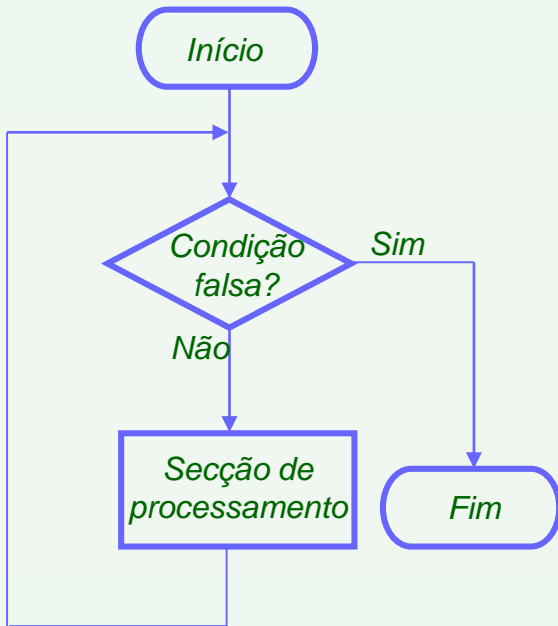 Início
Condição
falsa?
Sim
Não
Secção de
processamento
Fim